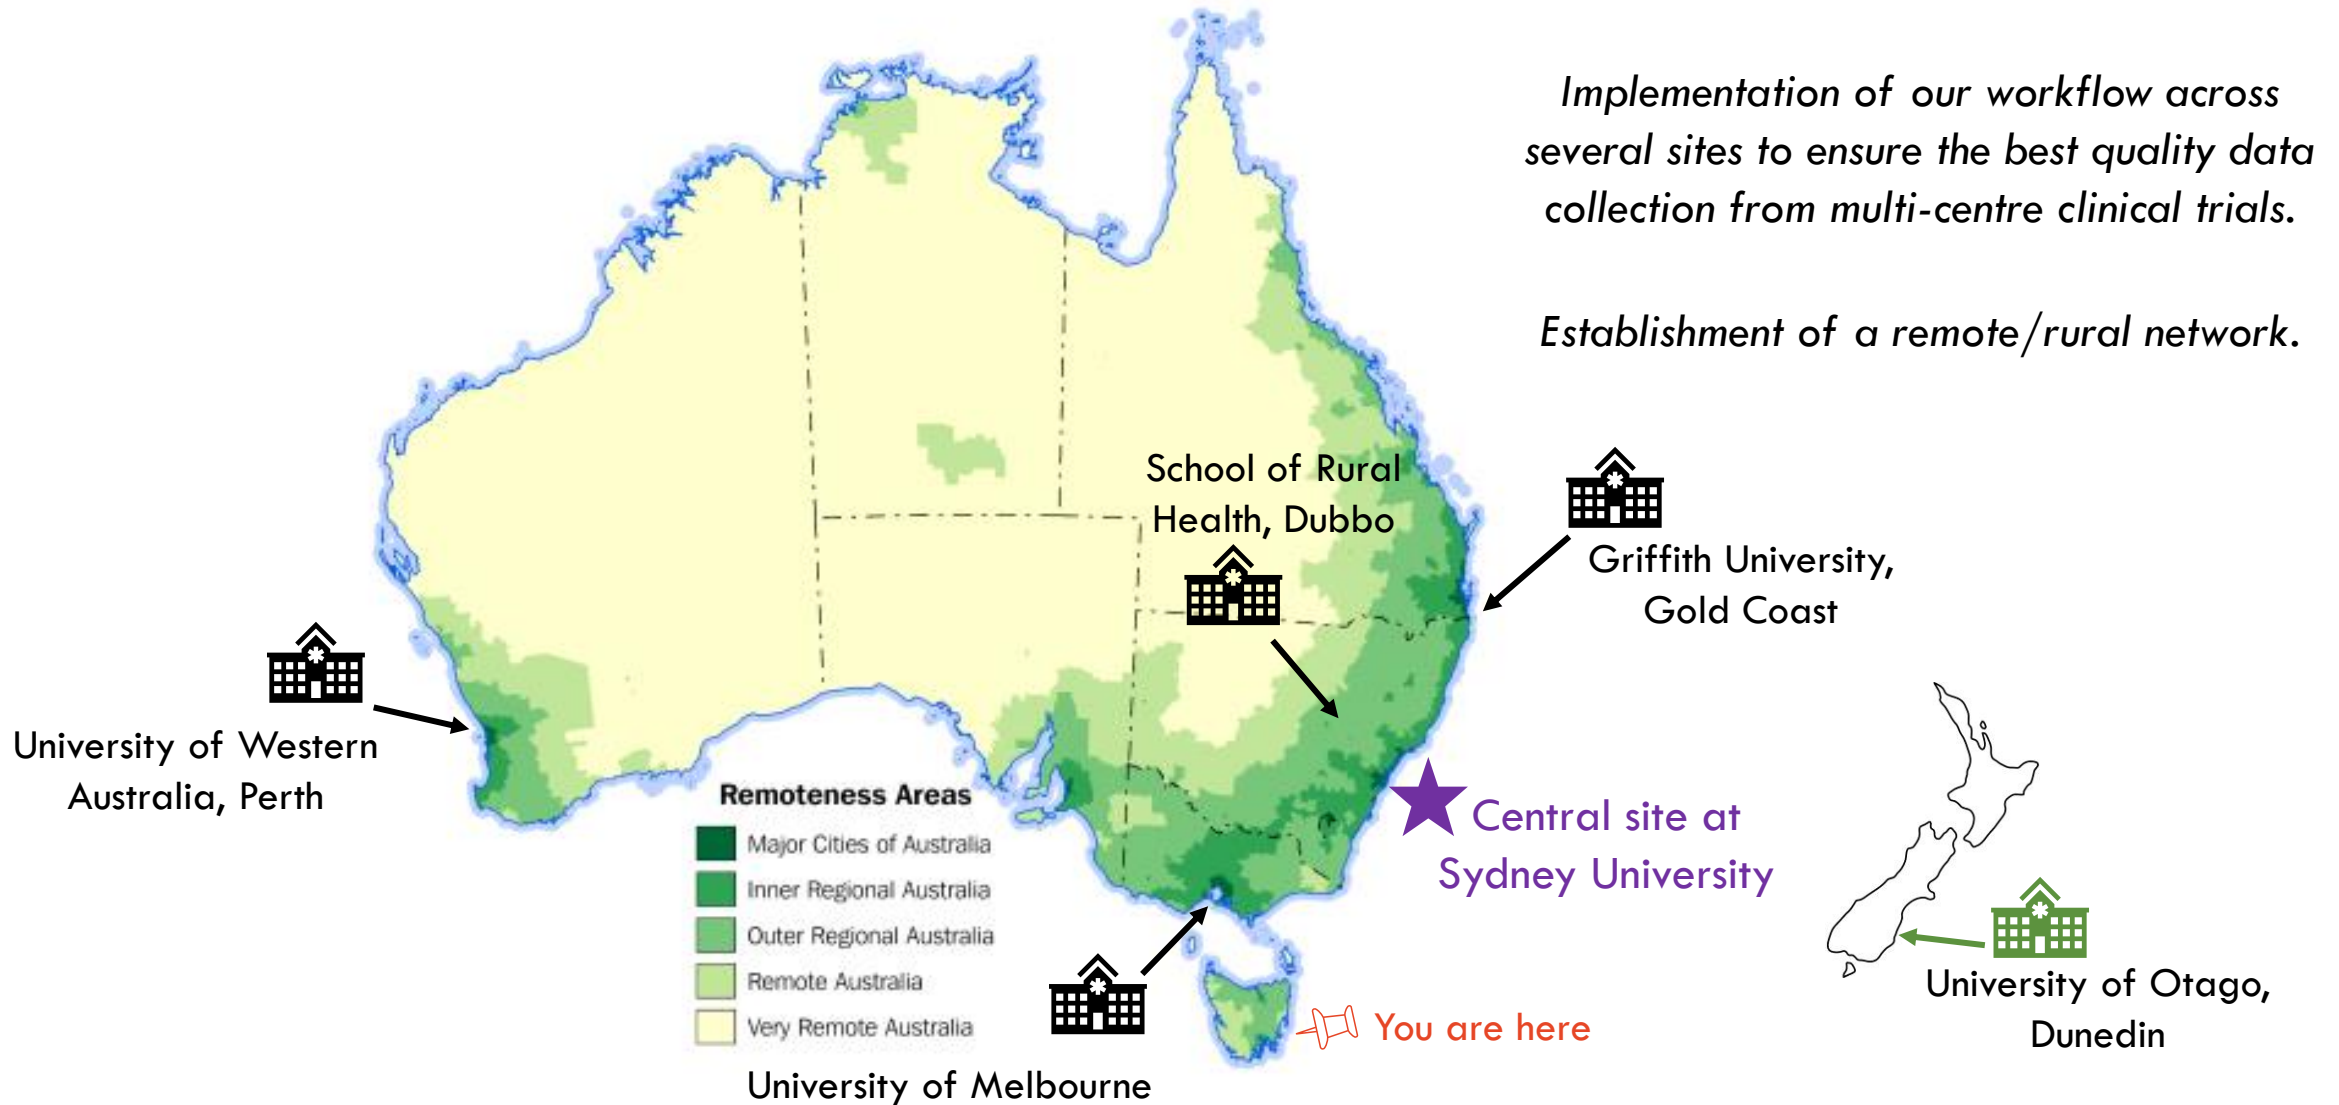 Implementation of our workflow across
several sites to ensure the best quality data
collection from multi-centre clinical trials.
Establishment of a remote/rural network.
School of Rural
Health, Dubbo
Griffith University,
Gold Coast
University of Western
Australia, Perth
Remoteness Areas
Major Cities of Australia
Inner Regional Australia
Outer Regional Australia
Remote Australia
Very Remote Australia
Central site at
Sydney University
University of Otago,
Dunedin
You are here
University of Melbourne